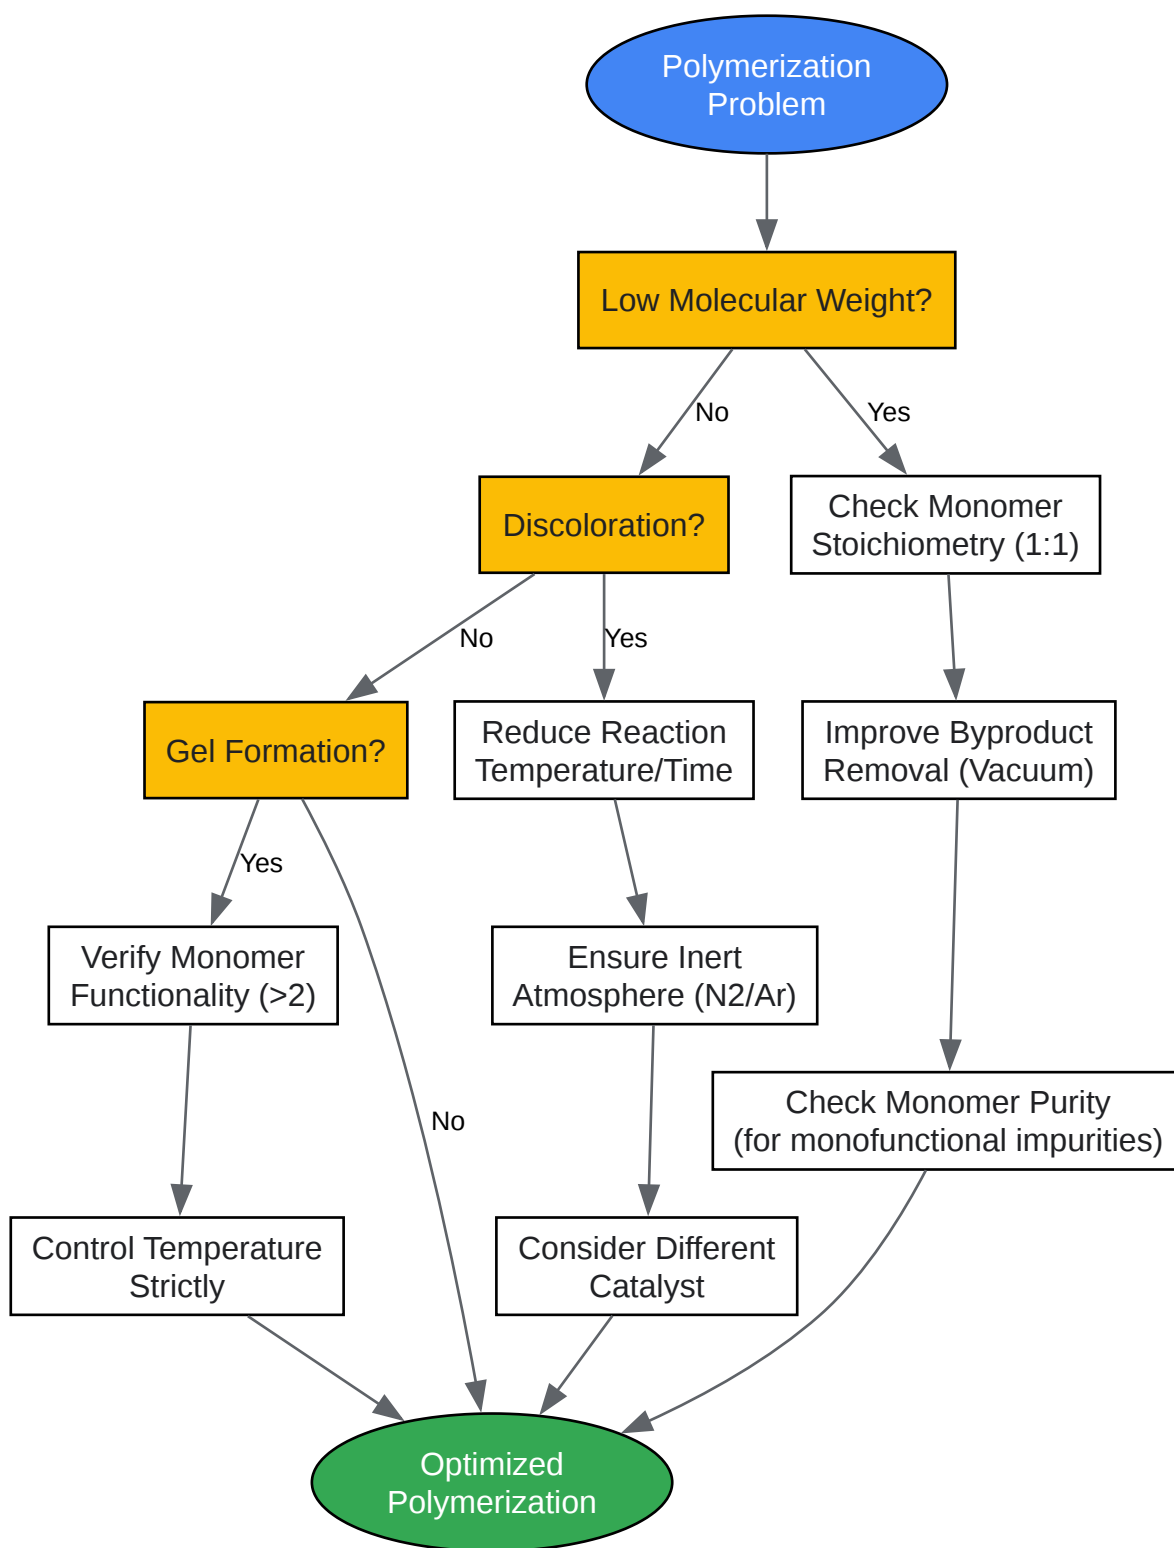 Polymerization
Problem
Low Molecular Weight?
No
Yes
Discoloration?
Check Monomer
Stoichiometry (1:1)
No
Yes
Gel Formation?
Reduce Reaction
Temperature/Time
Improve Byproduct
Removal (Vacuum)
Yes
Verify Monomer
Functionality (>2)
Ensure Inert
Atmosphere (N2/Ar)
No
Check Monomer Purity
(for monofunctional impurities)
Control Temperature
Strictly
Consider Different
Catalyst
Optimized
Polymerization